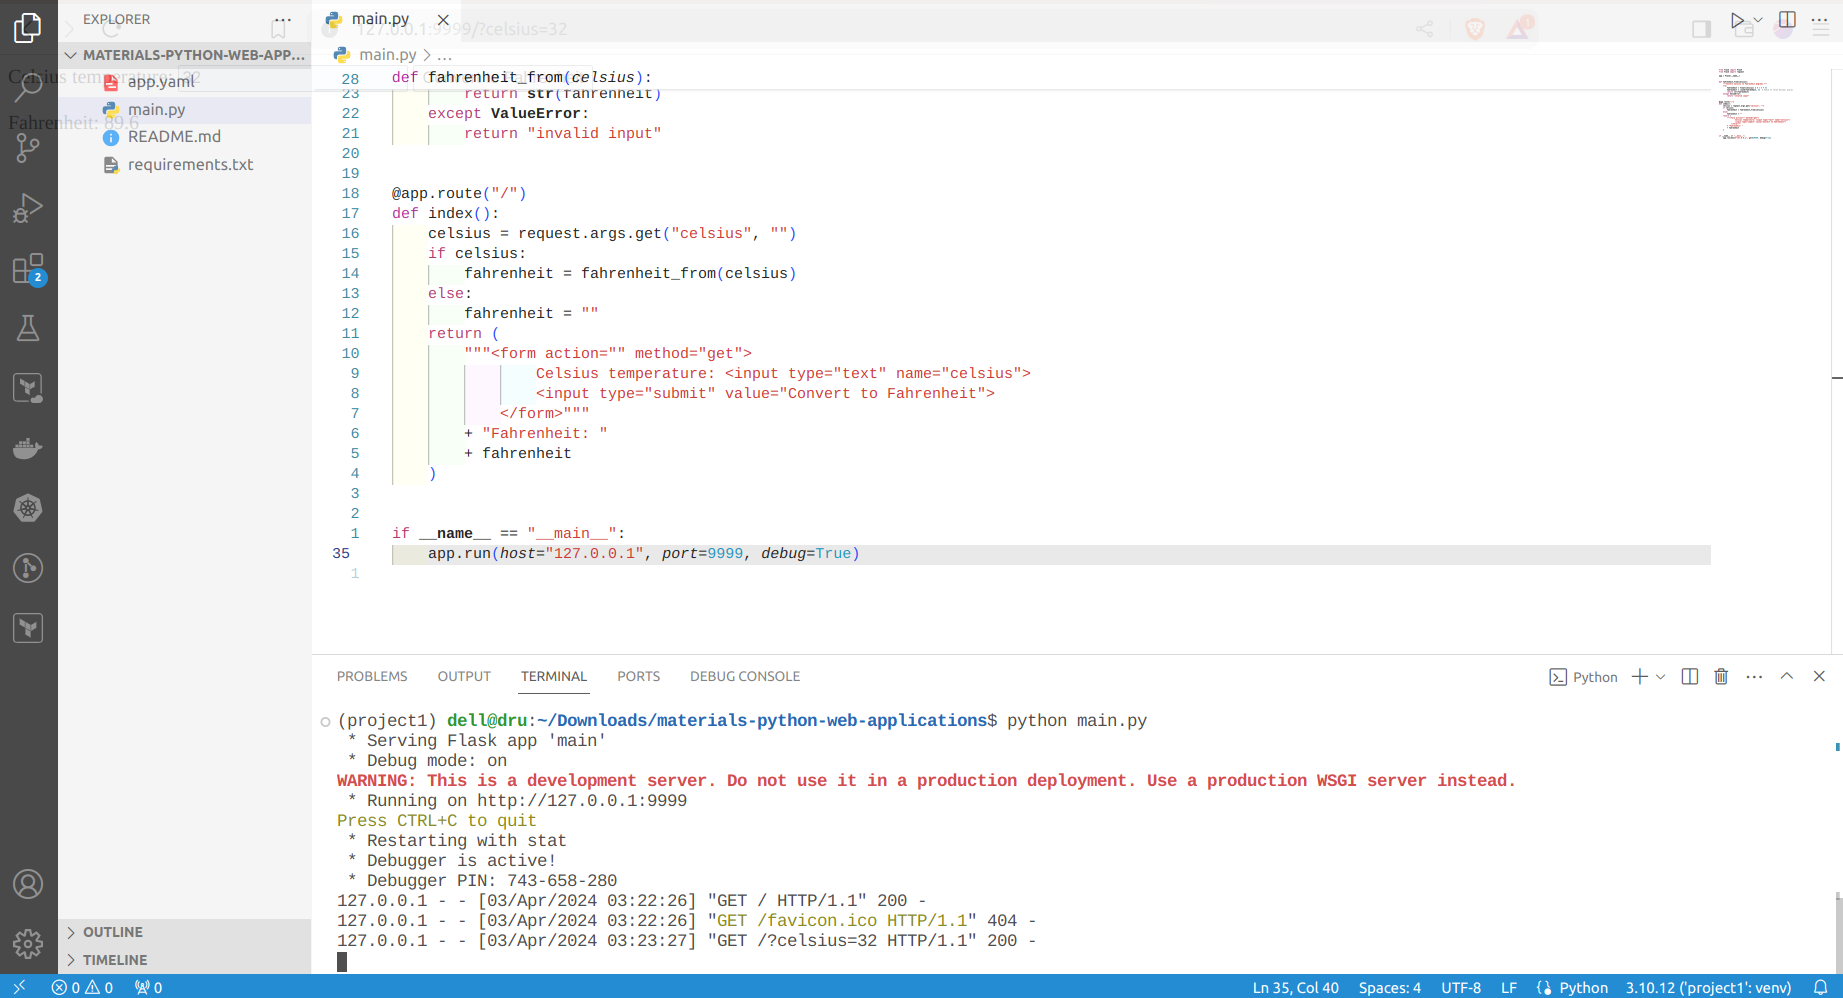 EXPLORER
MATERIALS-PYTHON-WEB-APP...
app.yaml
main.py
README.md
requirements.txt
Celsius temperature: 32
Fahrenheit: 89.6
2
OUTLINE
TIMELINE
main.py
127.0.0.1:9999/?celsius=32
1
main.py > ...
28 def fahrenheit_from(celsius):
23 return str(fahrenheit)
22 except ValueError:
21 return "invalid input"
20
19
18 @app.route("/")
17 def index():
16 celsius = request.args.get("celsius", "")
15 if celsius:
14 fahrenheit = fahrenheit_from(celsius)
13 else:
12 fahrenheit = ""
11 return (
10 """<form action="" method="get">
9 Celsius temperature: <input type="text" name="celsius">
8 <input type="submit" value="Convert to Fahrenheit">
7 </form>"""
6 + "Fahrenheit: "
5 + fahrenheit
4 )
3
2
1 if __name__ == "__main__":
35 app.run(host="127.0.0.1", port=9999, debug=True)
1
PROBLEMS OUTPUT TERMINAL PORTS DEBUG CONSOLE
Python
(project1) dell@dru:~/Downloads/materials-python-web-applications$ python main.py
* Serving Flask app 'main'
* Debug mode: on
WARNING: This is a development server. Do not use it in a production deployment. Use a production WSGI server instead.
* Running on http://127.0.0.1:9999
Press CTRL+C to quit
* Restarting with stat
* Debugger is active!
* Debugger PIN: 743-658-280
127.0.0.1 - - [03/Apr/2024 03:22:26] "GET / HTTP/1.1" 200 -
127.0.0.1 - - [03/Apr/2024 03:22:26] "GET /favicon.ico HTTP/1.1" 404 -
127.0.0.1 - - [03/Apr/2024 03:23:27] "GET /?celsius=32 HTTP/1.1" 200 -
0 0 0
Ln 35, Col 40 Spaces: 4 UTF-8 LF Python 3.10.12 ('project1': venv)